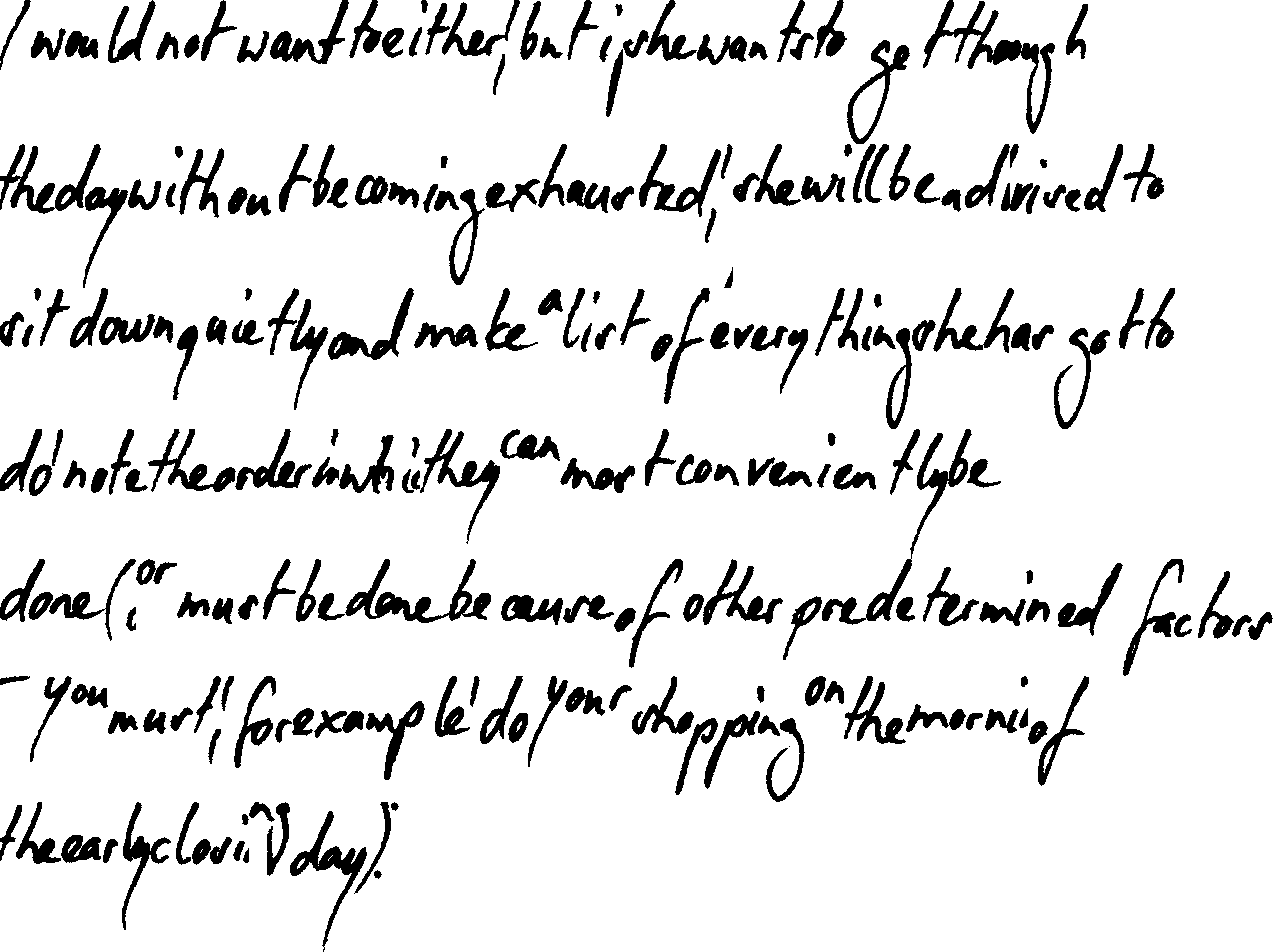 I would not want to either, but if she wants to get through
the day without becoming exhausted, she will be advised to
sit down quietly and make a list of everything she has got to
do note the order in which they can most conveniently be
done (or must be done because of other predetermined factors
- you must, for example do your shopping on the morning of
the early closing day).